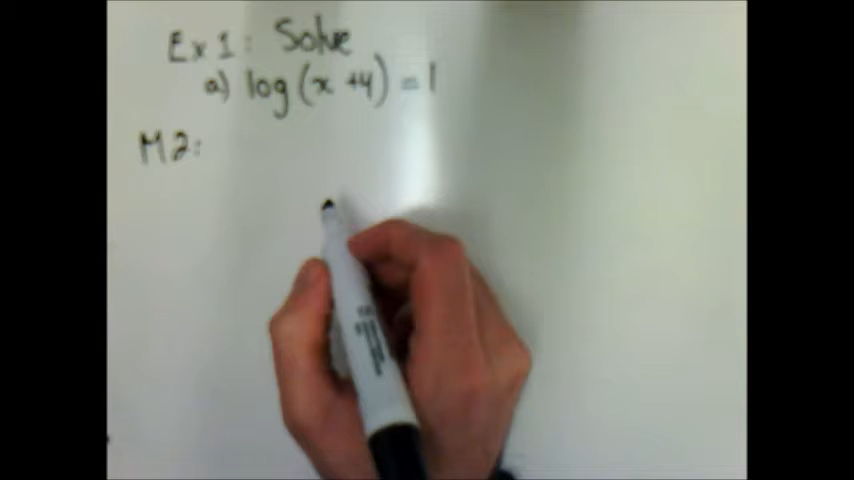 Ex 1: Solve
a) log(x +4) = 1
M2: